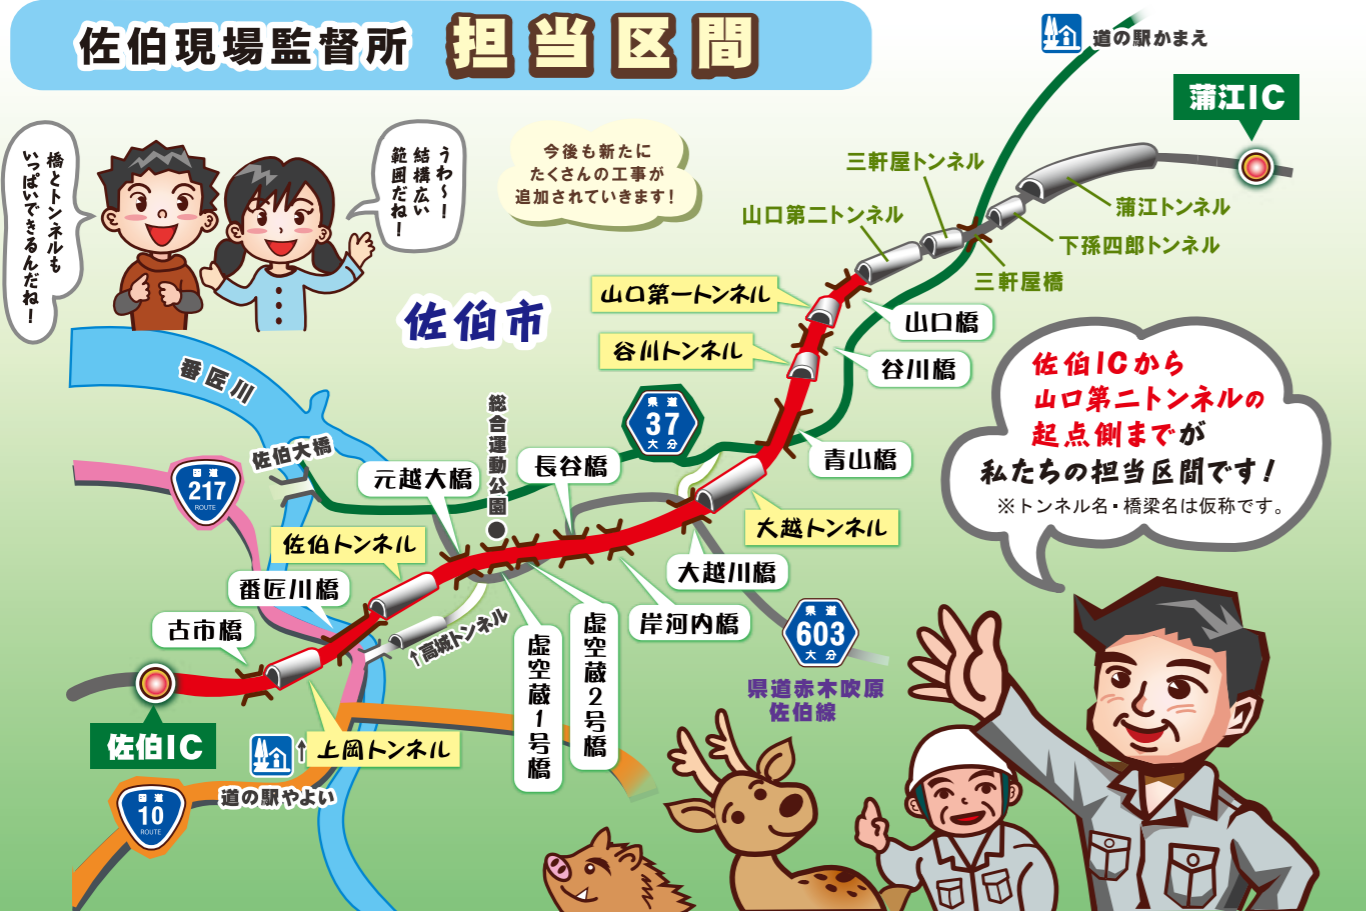 佐伯現場監督所 担当区間
道の駅かまえ
蒲江IC
橋とトンネルも
いっぱいできるんだね！
うわ～！
結構広い
範囲だね！
今後も新たに
たくさんの工事が
追加されていきます！
三軒屋トンネル
山口第二トンネル
蒲江トンネル
下孫四郎トンネル
三軒屋橋
山口第一トンネル
山口橋
谷川トンネル
谷川橋
佐伯市
番匠川
佐伯大橋
県道
37
大分
総合運動公園
長谷橋
元越大橋
青山橋
国道
217
ROUTE
佐伯トンネル
大越トンネル
大越川橋
番匠川橋
古市橋
岸河内橋
虚空蔵1号橋
虚空蔵2号橋
↑高城トンネル
県道
603
大分
県道赤木吹原
佐伯線
佐伯IC
上岡トンネル
↑
道の駅やよい
国道
10
ROUTE
佐伯ICから
山口第二トンネルの
起点側までが
私たちの担当区間です！
※トンネル名・橋梁名は仮称です。